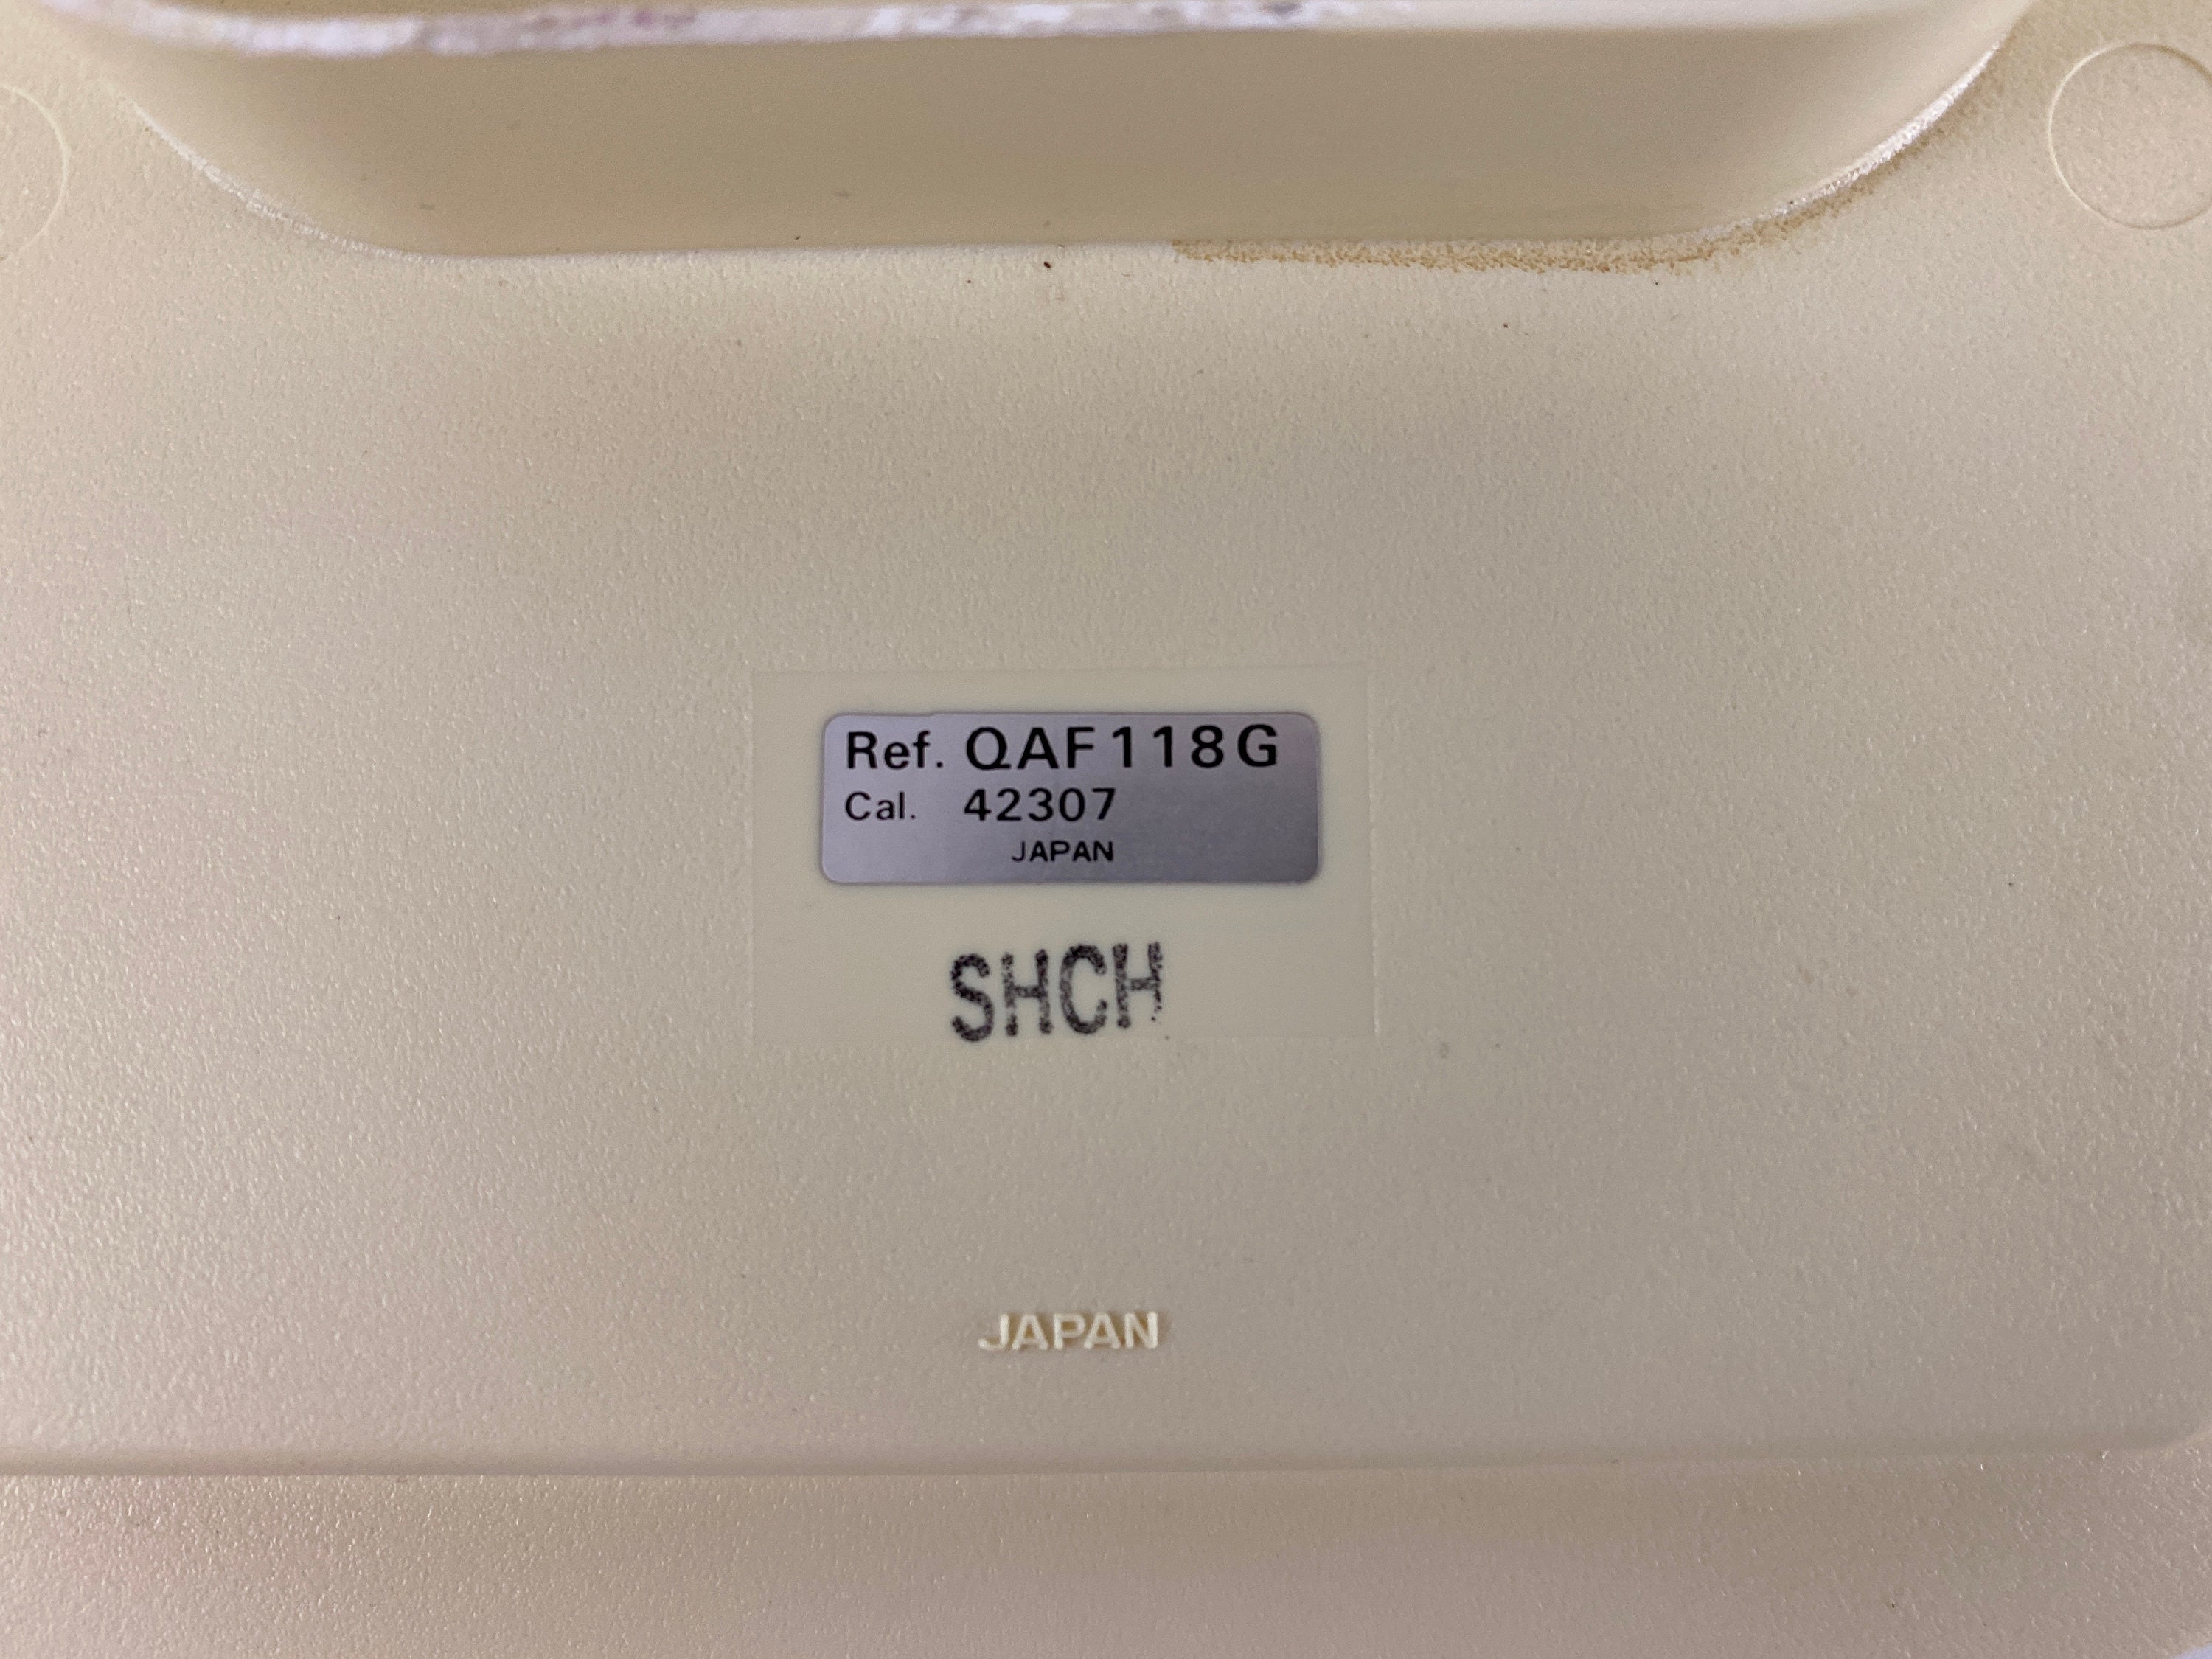 Ref. QAF118G
Cal. 42307
JAPAN
SHCH
JAPAN